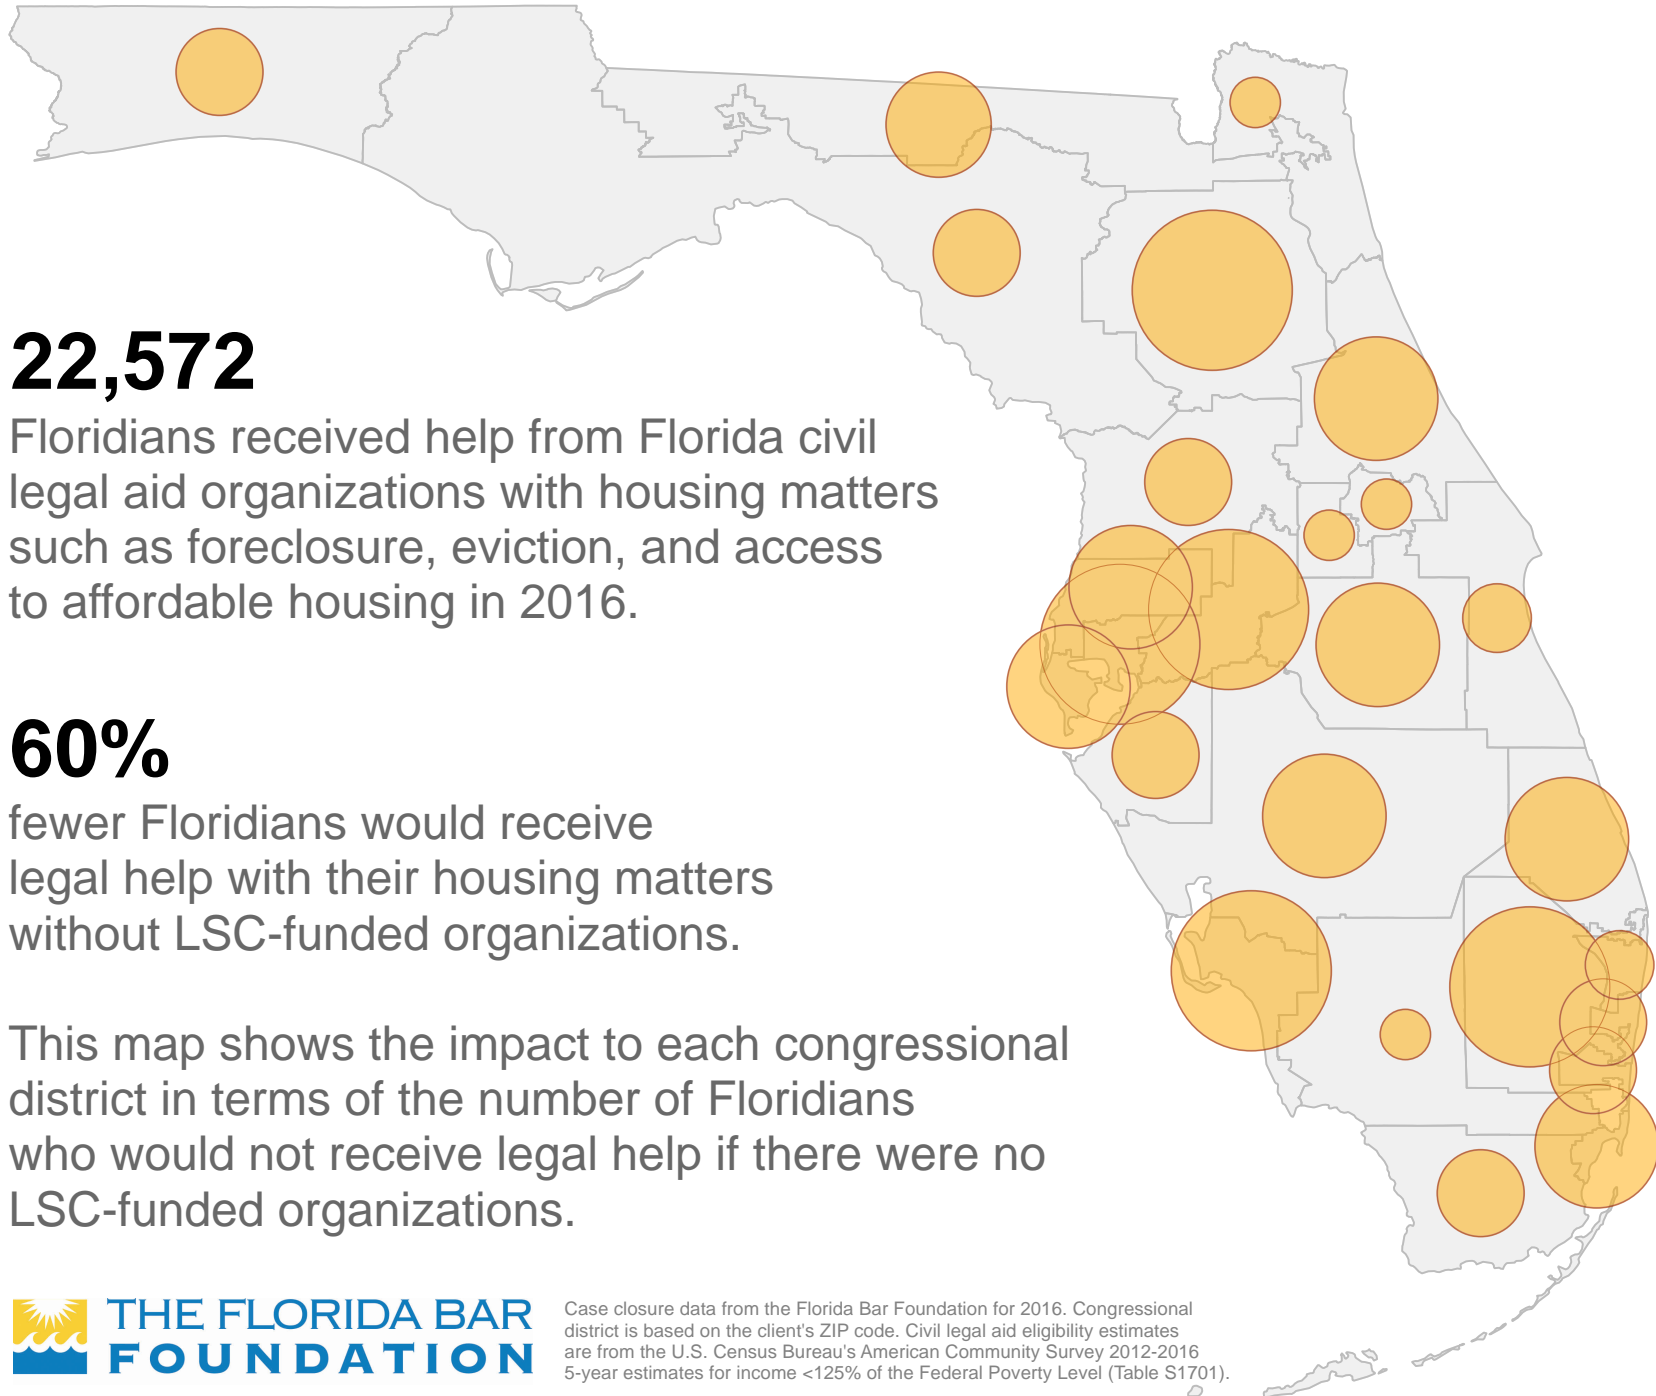 22,572
Floridians received help from Florida civil
legal aid organizations with housing matters
such as foreclosure, eviction, and access
to affordable housing in 2016.
60%
fewer Floridians would receive
legal help with their housing matters
without LSC-funded organizations.
This map shows the impact to each congressional
district in terms of the number of Floridians
who would not receive legal help if there were no
LSC-funded organizations.
THE FLORIDA BAR
FOUNDATION
Case closure data from the Florida Bar Foundation for 2016. Congressional
district is based on the client's ZIP code. Civil legal aid eligibility estimates
are from the U.S. Census Bureau's American Community Survey 2012-2016
5-year estimates for income <125% of the Federal Poverty Level (Table S1701).